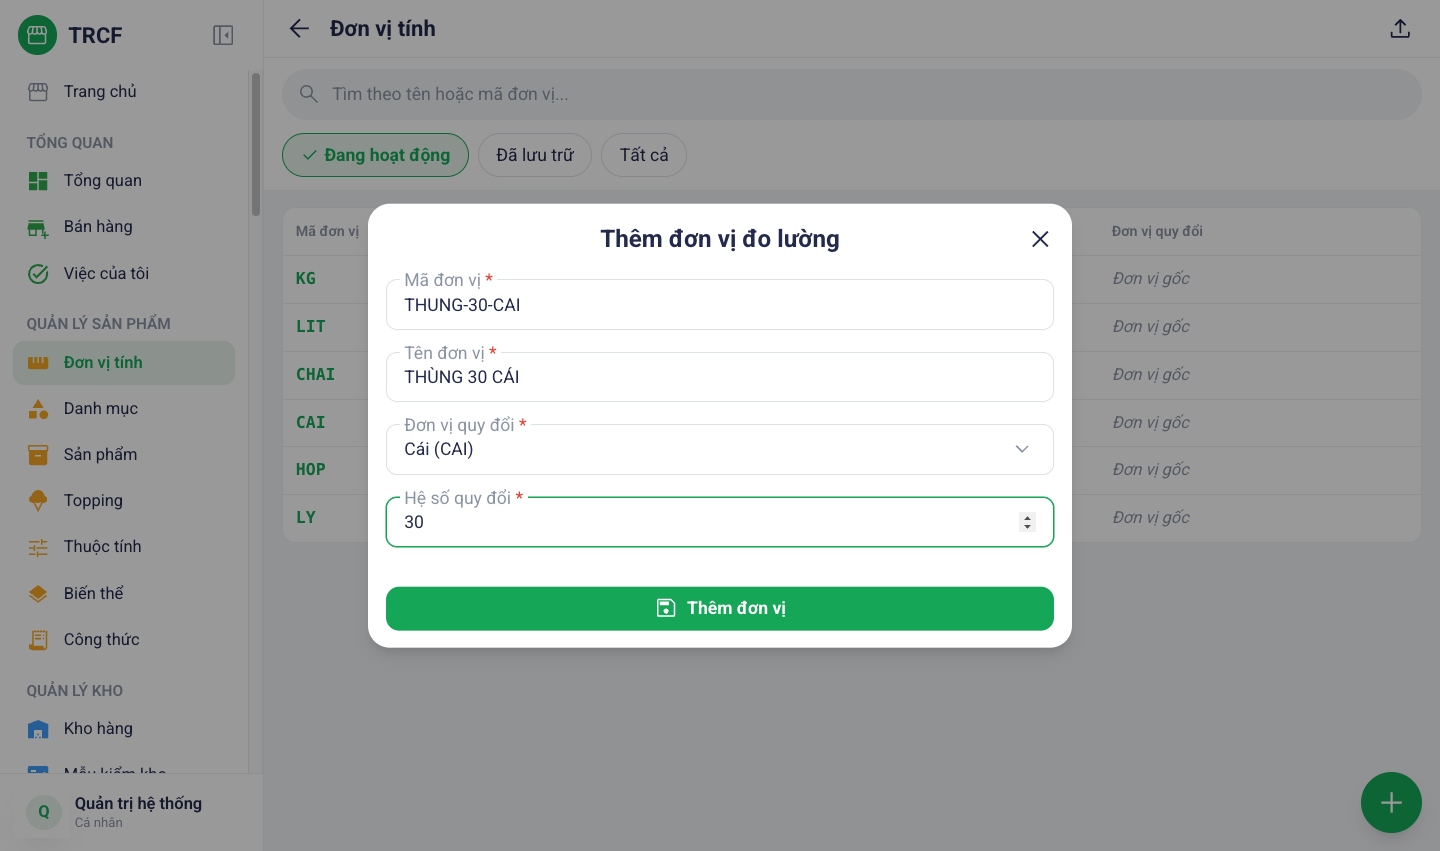 TRCF
Trang chủ
TỔNG QUAN
Tổng quan
Bán hàng
Việc của tôi
QUẢN LÝ SẢN PHẨM
Đơn vị tính
Danh mục
Sản phẩm
Topping
Thuộc tính
Biến thể
Công thức
QUẢN LÝ KHO
Kho hàng
Mẫu kiểm kho
Q
Quản trị hệ thống
Cá nhân
Đơn vị tính
Tìm theo tên hoặc mã đơn vị...
Đang hoạt động Đã lưu trữ Tất cả
Mã đơn vị Đơn vị quy đổi
KG Đơn vị gốc
LIT Đơn vị gốc
CHAI Đơn vị gốc
CAI Đơn vị gốc
HOP Đơn vị gốc
LY Đơn vị gốc
Thêm đơn vị đo lường
Mã đơn vị *
THUNG-30-CAI
Tên đơn vị *
THÙNG 30 CÁI
Đơn vị quy đổi *
Cái (CAI)
Hệ số quy đổi *
30
Thêm đơn vị